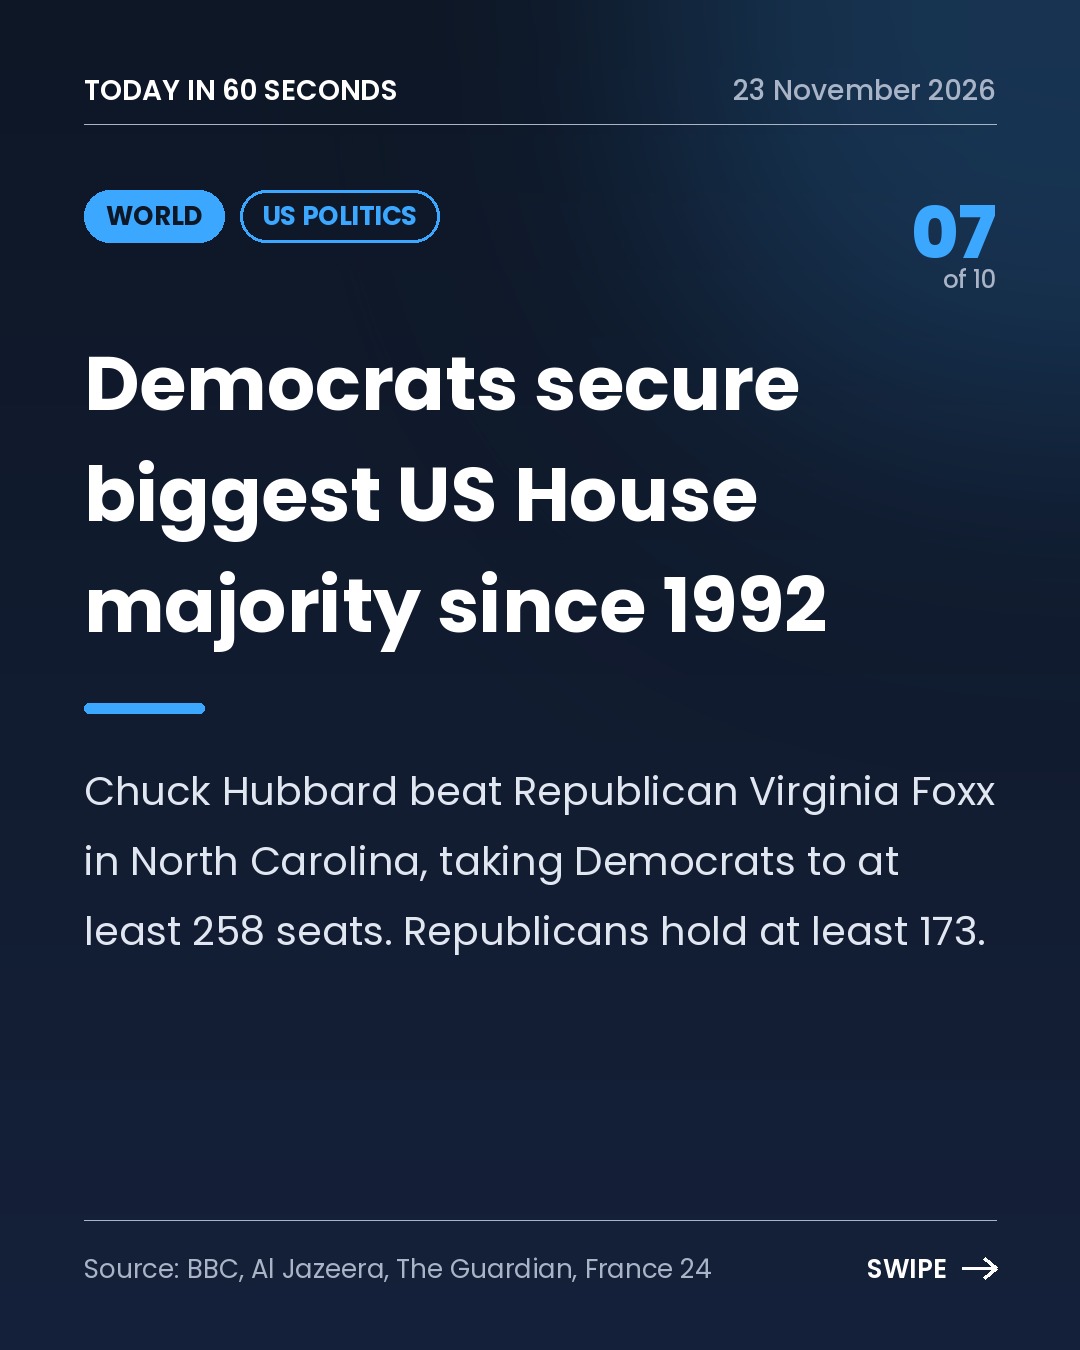 TODAY IN 60 SECONDS
23 November 2026
WORLD
US POLITICS
07
of 10
Democrats secure
biggest US House
majority since 1992
Chuck Hubbard beat Republican Virginia Foxx
in North Carolina, taking Democrats to at
least 258 seats. Republicans hold at least 173.
Source: BBC, Al Jazeera, The Guardian, France 24
SWIPE